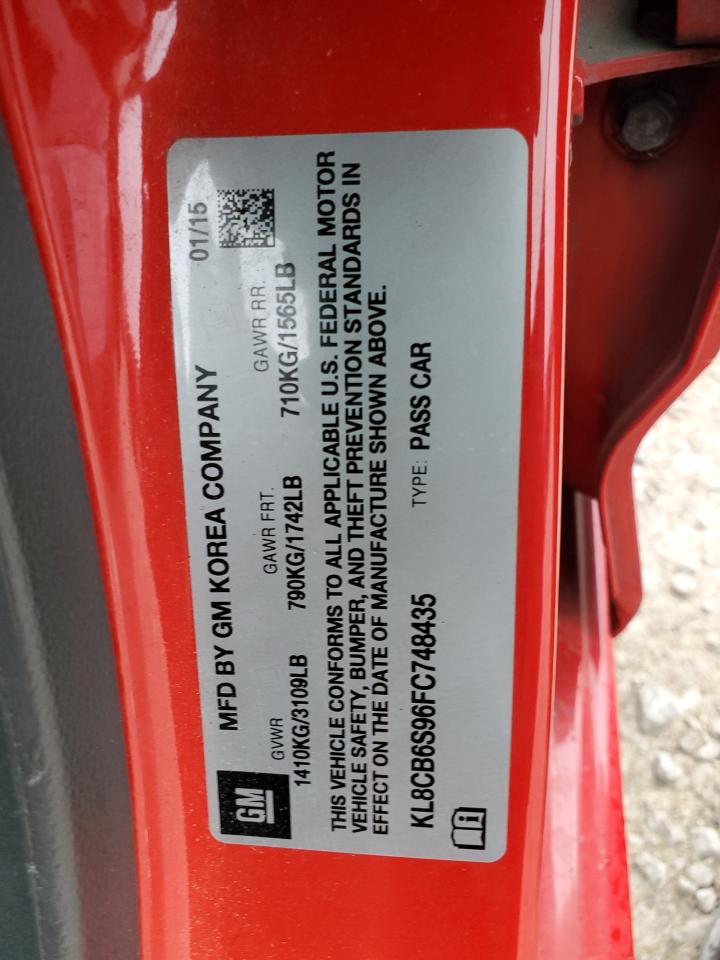 GM
MFD BY GM KOREA COMPANY 01/15
GVWR GAWR FRT. GAWR RR.
1410KG/3109LB 790KG/1742LB 710KG/1565LB
THIS VEHICLE CONFORMS TO ALL APPLICABLE U.S. FEDERAL MOTOR
VEHICLE SAFETY, BUMPER, AND THEFT PREVENTION STANDARDS IN
EFFECT ON THE DATE OF MANUFACTURE SHOWN ABOVE.
KL8CB6S96FC748435 TYPE: PASS CAR